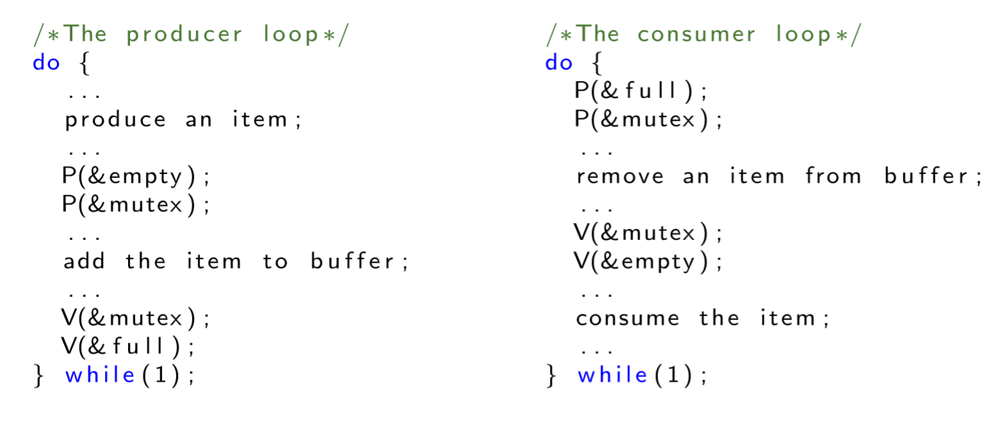 /*The producer loop*/
do {
...
produce an item;
...
P(&empty);
P(&mutex);
...
add the item to buffer;
...
V(&mutex);
V(&full);
} while(1);
/*The consumer loop*/
do {
P(&full);
P(&mutex);
...
remove an item from buffer;
...
V(&mutex);
V(&empty);
...
consume the item;
...
} while(1);